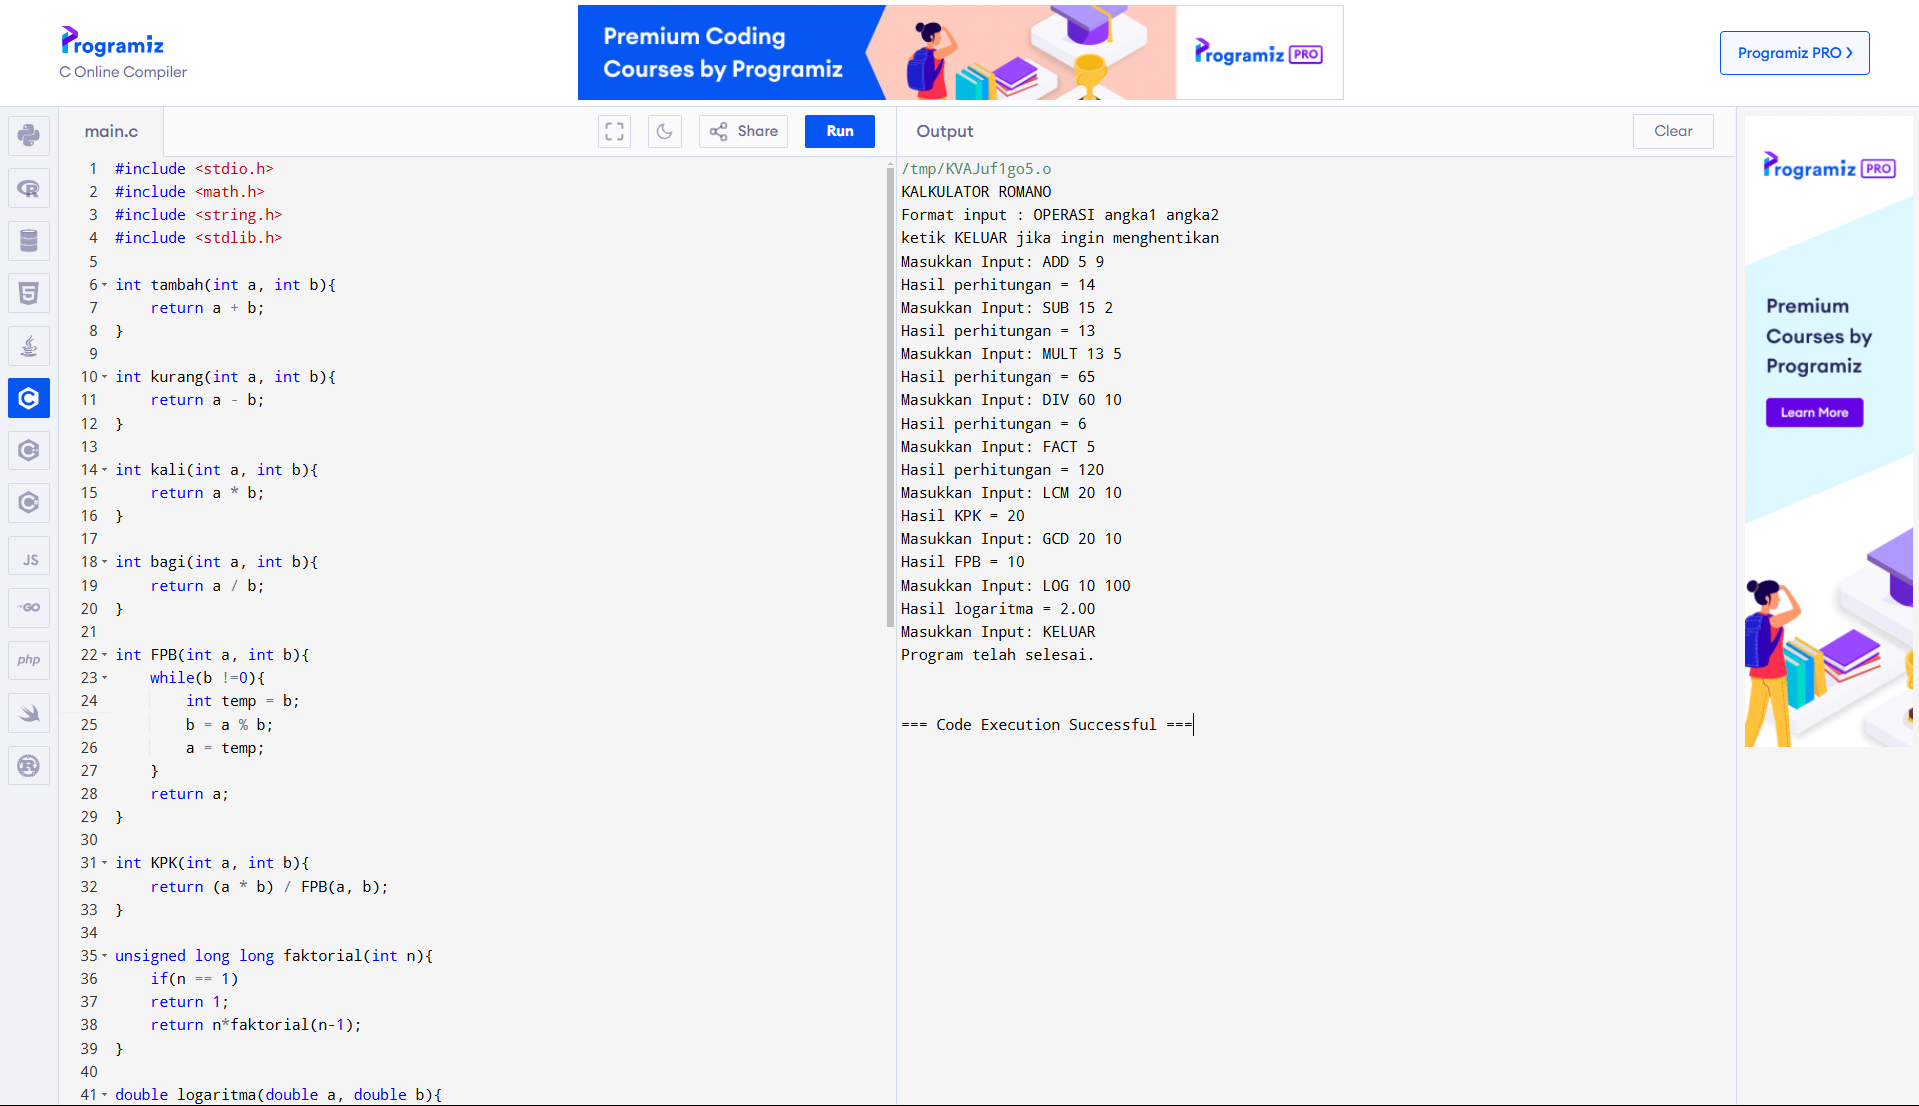 Programiz
C Online Compiler
Premium Coding
Courses by Programiz
Programiz PRO
Programiz PRO >
main.c
Share
Run
Output
Clear
1 #include <stdio.h>
2 #include <math.h>
3 #include <string.h>
4 #include <stdlib.h>
5
6 int tambah(int a, int b){
7     return a + b;
8 }
9
10 int kurang(int a, int b){
11     return a - b;
12 }
13
14 int kali(int a, int b){
15     return a * b;
16 }
17
18 int bagi(int a, int b){
19     return a / b;
20 }
21
22 int FPB(int a, int b){
23     while(b !=0){
24         int temp = b;
25         b = a % b;
26         a = temp;
27     }
28     return a;
29 }
30
31 int KPK(int a, int b){
32     return (a * b) / FPB(a, b);
33 }
34
35 unsigned long long faktorial(int n){
36     if(n == 1)
37     return 1;
38     return n*faktorial(n-1);
39 }
40
41 double logaritma(double a, double b){
/tmp/KVAJuf1go5.o
KALKULATOR ROMANO
Format input : OPERASI angka1 angka2
ketik KELUAR jika ingin menghentikan
Masukkan Input: ADD 5 9
Hasil perhitungan = 14
Masukkan Input: SUB 15 2
Hasil perhitungan = 13
Masukkan Input: MULT 13 5
Hasil perhitungan = 65
Masukkan Input: DIV 60 10
Hasil perhitungan = 6
Masukkan Input: FACT 5
Hasil perhitungan = 120
Masukkan Input: LCM 20 10
Hasil KPK = 20
Masukkan Input: GCD 20 10
Hasil FPB = 10
Masukkan Input: LOG 10 100
Hasil logaritma = 2.00
Masukkan Input: KELUAR
Program telah selesai.
=== Code Execution Successful ===
Programiz PRO
Premium
Courses by
Programiz
Learn More
R
5
C
C
C
JS
GO
php
R